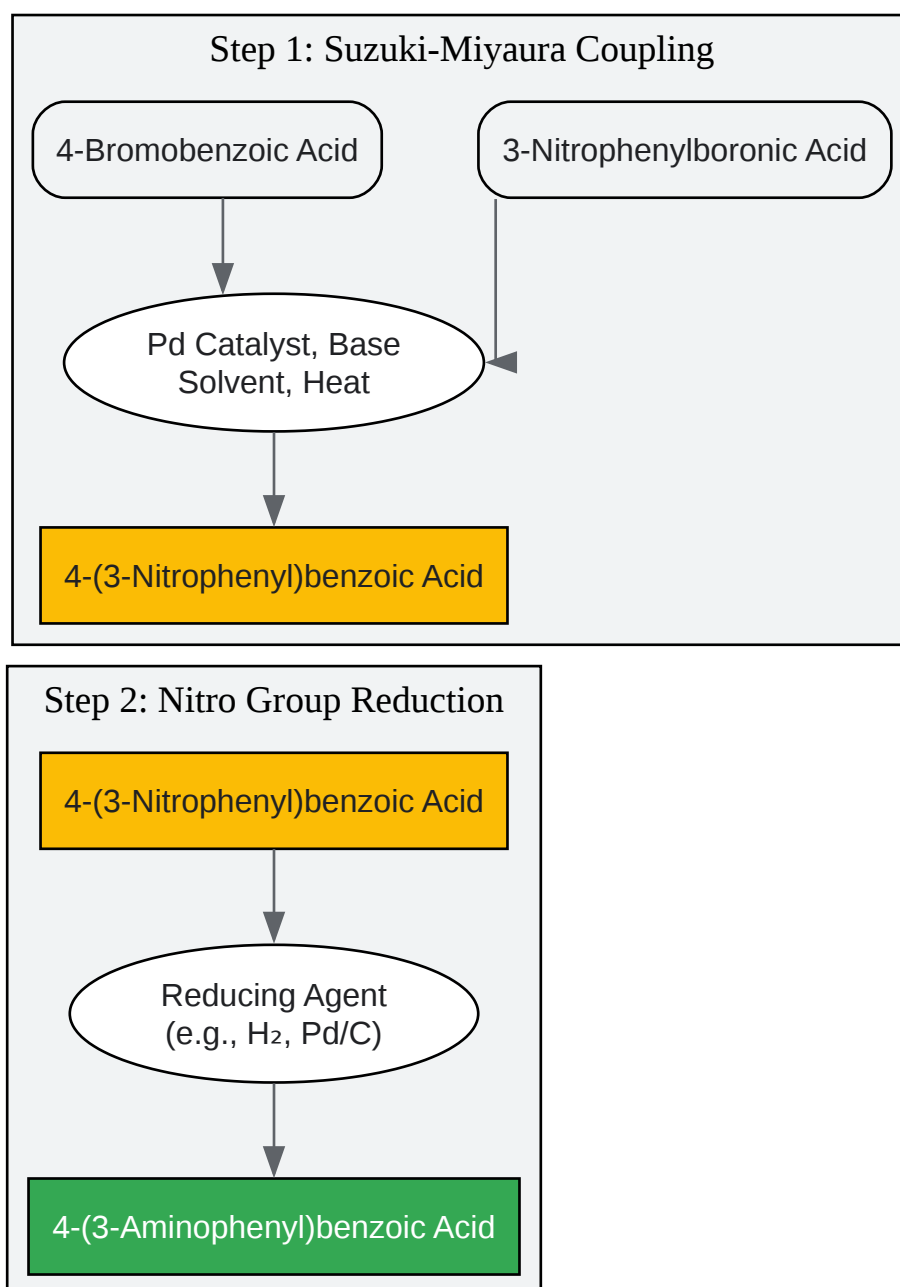 Step 1: Suzuki-Miyaura Coupling
4-Bromobenzoic Acid
3-Nitrophenylboronic Acid
Pd Catalyst, Base
Solvent, Heat
4-(3-Nitrophenyl)benzoic Acid
Step 2: Nitro Group Reduction
4-(3-Nitrophenyl)benzoic Acid
Reducing Agent
(e.g., H₂, Pd/C)
4-(3-Aminophenyl)benzoic Acid